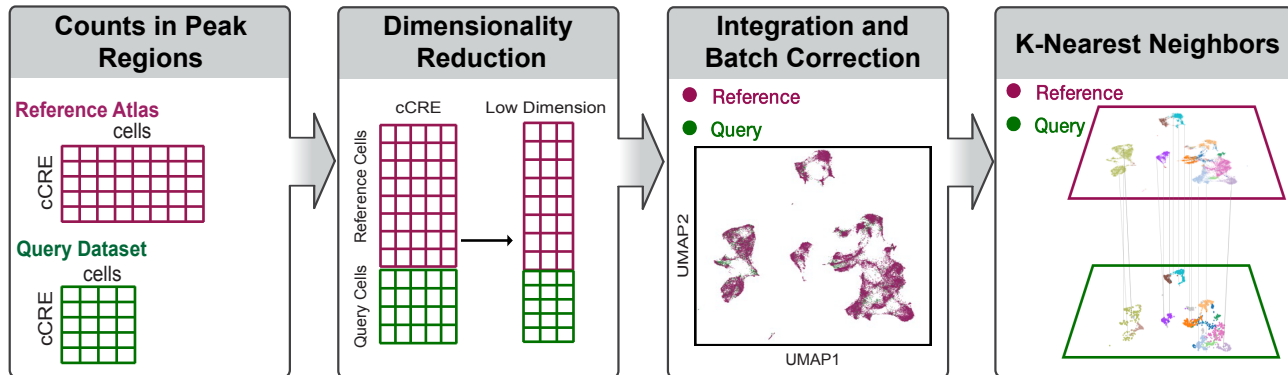 Counts in Peak
Regions
Reference Atlas
cells
cCRE
Query Dataset
cells
cCRE
Dimensionality
Reduction
cCRE
Low Dimension
Reference Cells
Query Cells
Integration and
Batch Correction
Reference
Query
UMAP2
UMAP1
K-Nearest Neighbors
Reference
Query